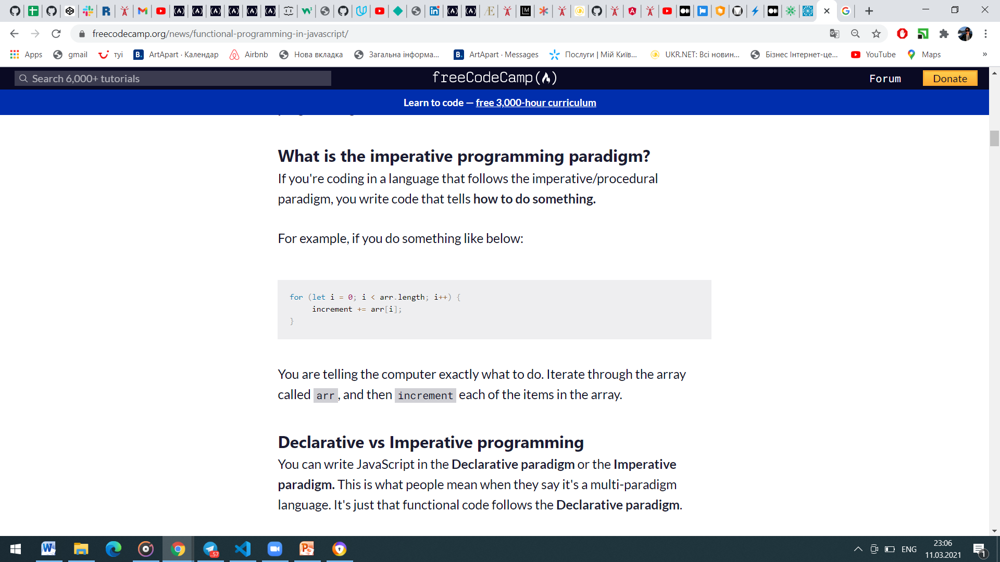 freecodecamp.org/news/functional-programming-in-javascript/
Apps gmail туі ArtApart · Календар Airbnb Нова вкладка Загальна інформа... ArtApart · Messages Послуги | Мій Київ... UKR.NET: Всі новин... Бізнес Інтернет-це... YouTube Maps »
Search 6,000+ tutorials
freeCodeCamp
Forum
Donate
Learn to code — free 3,000-hour curriculum
What is the imperative programming paradigm?
If you're coding in a language that follows the imperative/procedural
paradigm, you write code that tells how to do something.
For example, if you do something like below:
for (let i = 0; i < arr.length; i++) {
increment += arr[i];
}
You are telling the computer exactly what to do. Iterate through the array
called arr, and then increment each of the items in the array.
Declarative vs Imperative programming
You can write JavaScript in the Declarative paradigm or the Imperative
paradigm. This is what people mean when they say it's a multi-paradigm
language. It's just that functional code follows the Declarative paradigm.
ENG
23:06
11.03.2021
1